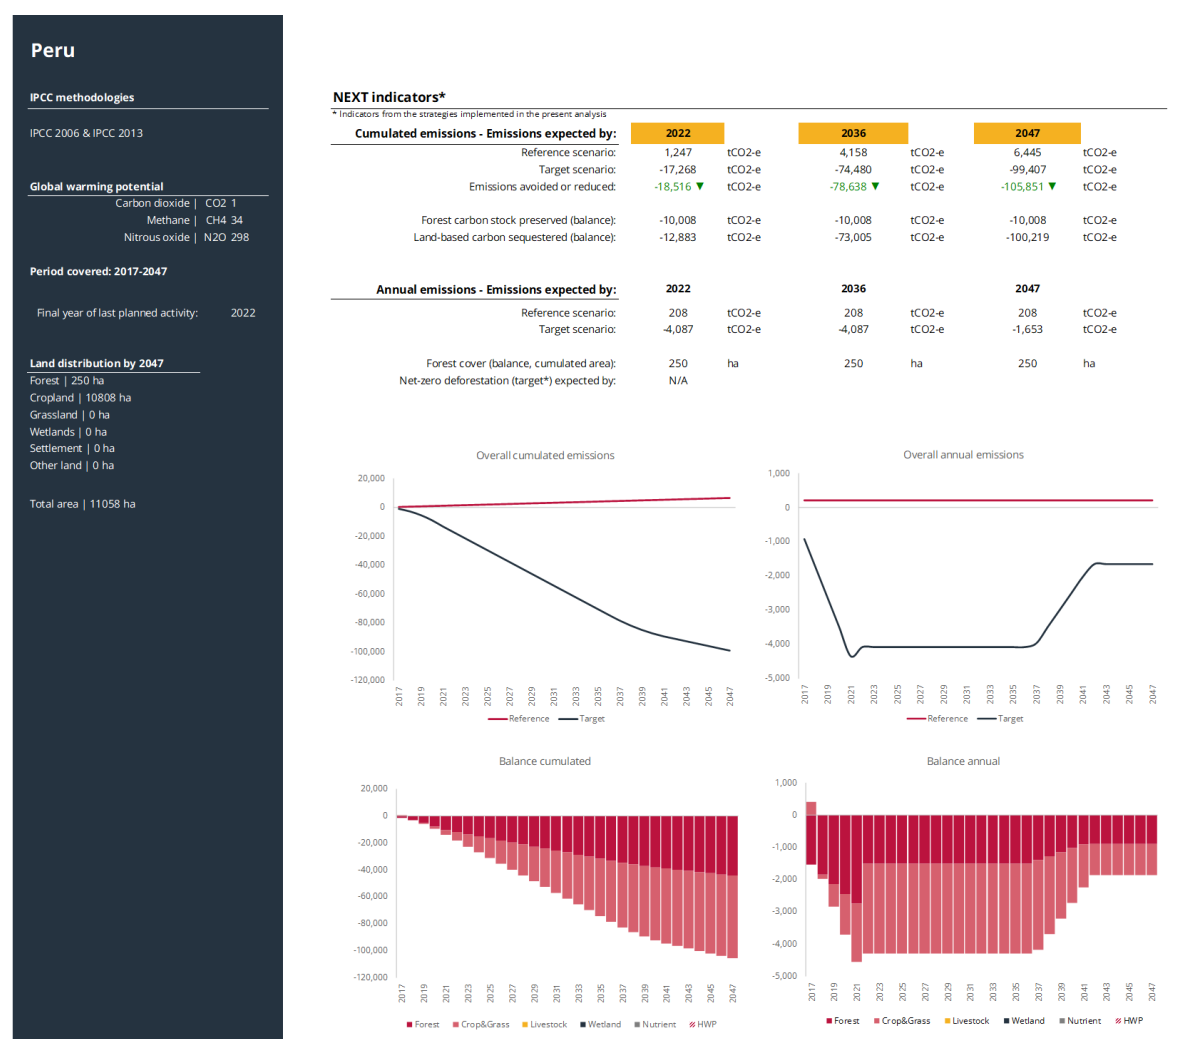 Peru
IPCC methodologies
IPCC 2006 & IPCC 2013
Global warming potential
Carbon dioxide | CO2 1
Methane | CH4 34
Nitrous oxide | N2O 298
Period covered: 2017-2047
Final year of last planned activity: 2022
Land distribution by 2047
Forest | 250 ha
Cropland | 10808 ha
Grassland | 0 ha
Wetlands | 0 ha
Settlement | 0 ha
Other land | 0 ha
Total area | 11058 ha
NEXT indicators*
* Indicators from the strategies implemented in the present analysis
Cumulated emissions - Emissions expected by: 2022 2036 2047
Reference scenario: 1,247 tCO2-e 4,158 tCO2-e 6,445 tCO2-e
Target scenario: -17,268 tCO2-e -74,480 tCO2-e -99,407 tCO2-e
Emissions avoided or reduced: -18,516 ▼ tCO2-e -78,638 ▼ tCO2-e -105,851 ▼ tCO2-e
Forest carbon stock preserved (balance): -10,008 tCO2-e -10,008 tCO2-e -10,008 tCO2-e
Land-based carbon sequestered (balance): -12,883 tCO2-e -73,005 tCO2-e -100,219 tCO2-e
Annual emissions - Emissions expected by: 2022 2036 2047
Reference scenario: 208 tCO2-e 208 tCO2-e 208 tCO2-e
Target scenario: -4,087 tCO2-e -4,087 tCO2-e -1,653 tCO2-e
Forest cover (balance, cumulated area): 250 ha 250 ha 250 ha
Net-zero deforestation (target*) expected by: N/A
Overall cumulated emissions
20,000
0
-20,000
-40,000
-60,000
-80,000
-100,000
-120,000
2017 2019 2021 2023 2025 2027 2029 2031 2033 2035 2037 2039 2041 2043 2045 2047
Reference Target
Overall annual emissions
1,000
0
-1,000
-2,000
-3,000
-4,000
-5,000
2017 2019 2021 2023 2025 2027 2029 2031 2033 2035 2037 2039 2041 2043 2045 2047
Reference Target
Balance cumulated
20,000
0
-20,000
-40,000
-60,000
-80,000
-100,000
-120,000
2017 2019 2021 2023 2025 2027 2029 2031 2033 2035 2037 2039 2041 2043 2045 2047
Forest Crop&Grass Livestock Wetland Nutrient HWP
Balance annual
1,000
0
-1,000
-2,000
-3,000
-4,000
-5,000
2017 2019 2021 2023 2025 2027 2029 2031 2033 2035 2037 2039 2041 2043 2045 2047
Forest Crop&Grass Livestock Wetland Nutrient HWP